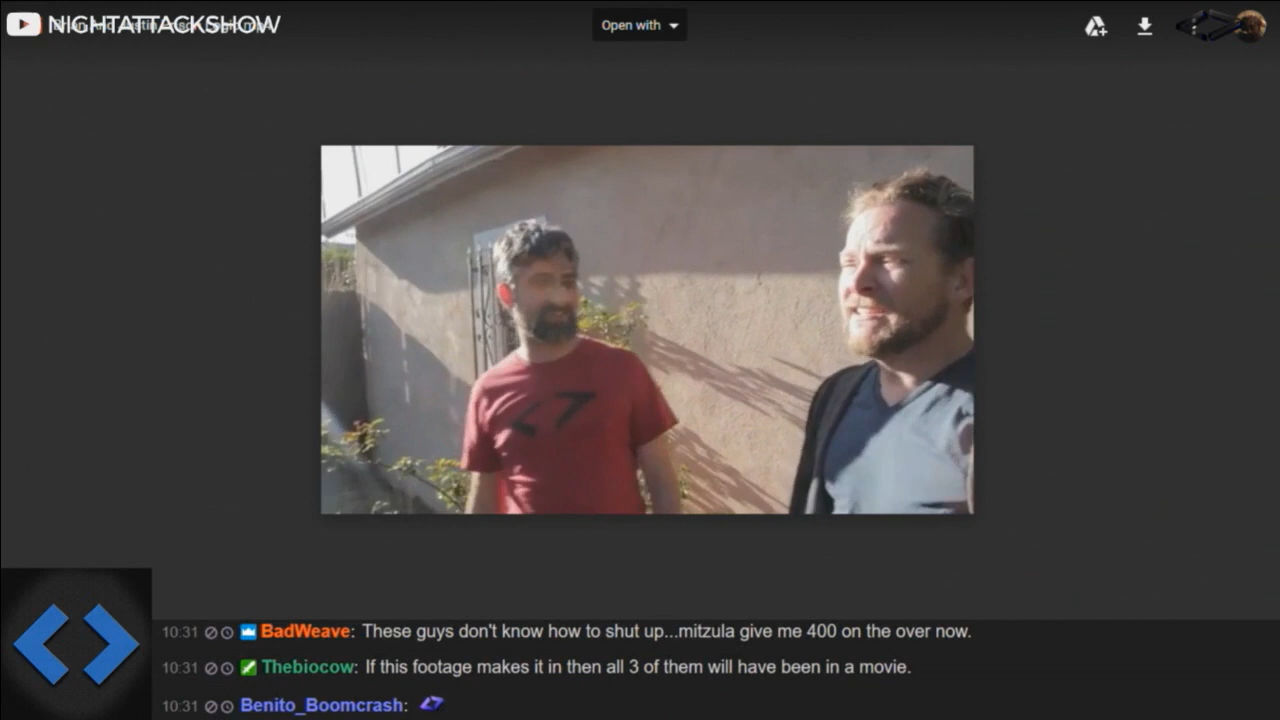 NIGHTATTACKSHOW
Open with
10:31 BadWeave: These guys don't know how to shut up...mitzula give me 400 on the over now.
10:31 Thebiocow: If this footage makes it in then all 3 of them will have been in a movie.
10:31 Benito_Boomcrash: